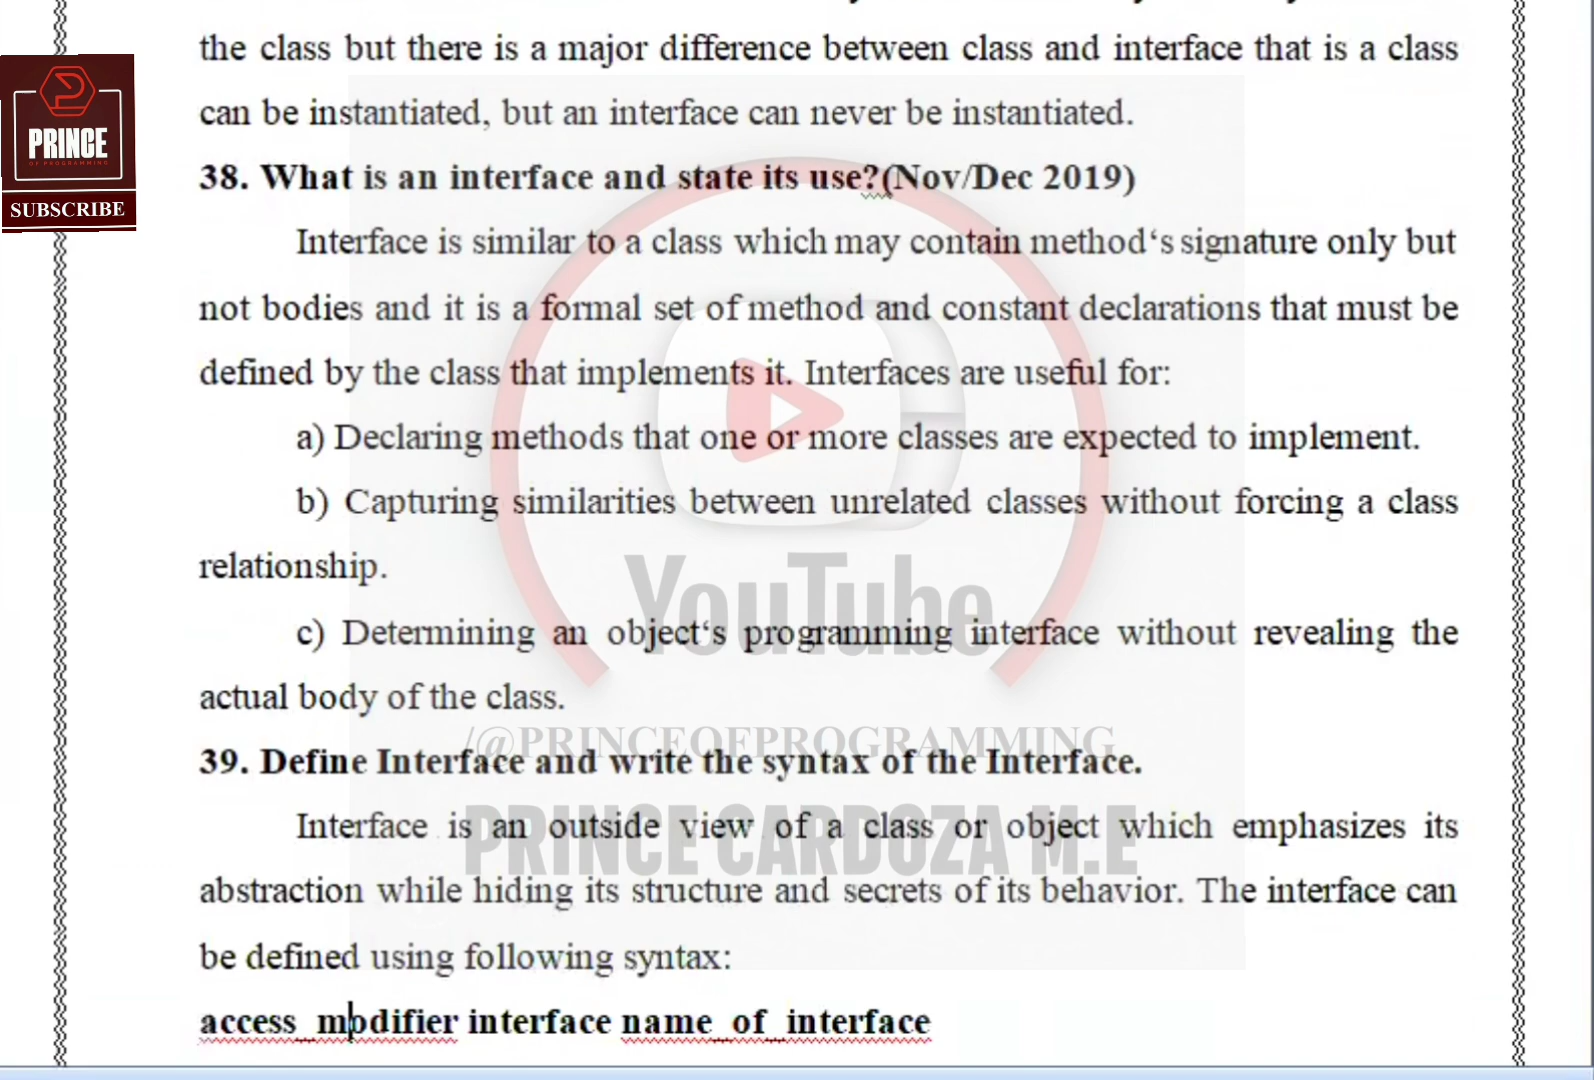 the class but there is a major difference between class and interface that is a class
can be instantiated, but an interface can never be instantiated.
PRINCE
OF PROGRAMMING
SUBSCRIBE
38. What is an interface and state its use?(Nov/Dec 2019)
Interface is similar to a class which may contain method‘s signature only but
not bodies and it is a formal set of method and constant declarations that must be
defined by the class that implements it. Interfaces are useful for:
a) Declaring methods that one or more classes are expected to implement.
b) Capturing similarities between unrelated classes without forcing a class
relationship.
YouTube
c) Determining an object‘s programming interface without revealing the
actual body of the class.
/@PRINCEOFPROGRAMMING
39. Define Interface and write the syntax of the Interface.
Interface is an outside view of a class or object which emphasizes its
PRINCE CARDOZA M.E
abstraction while hiding its structure and secrets of its behavior. The interface can
be defined using following syntax:
access_modifier interface name_of_interface